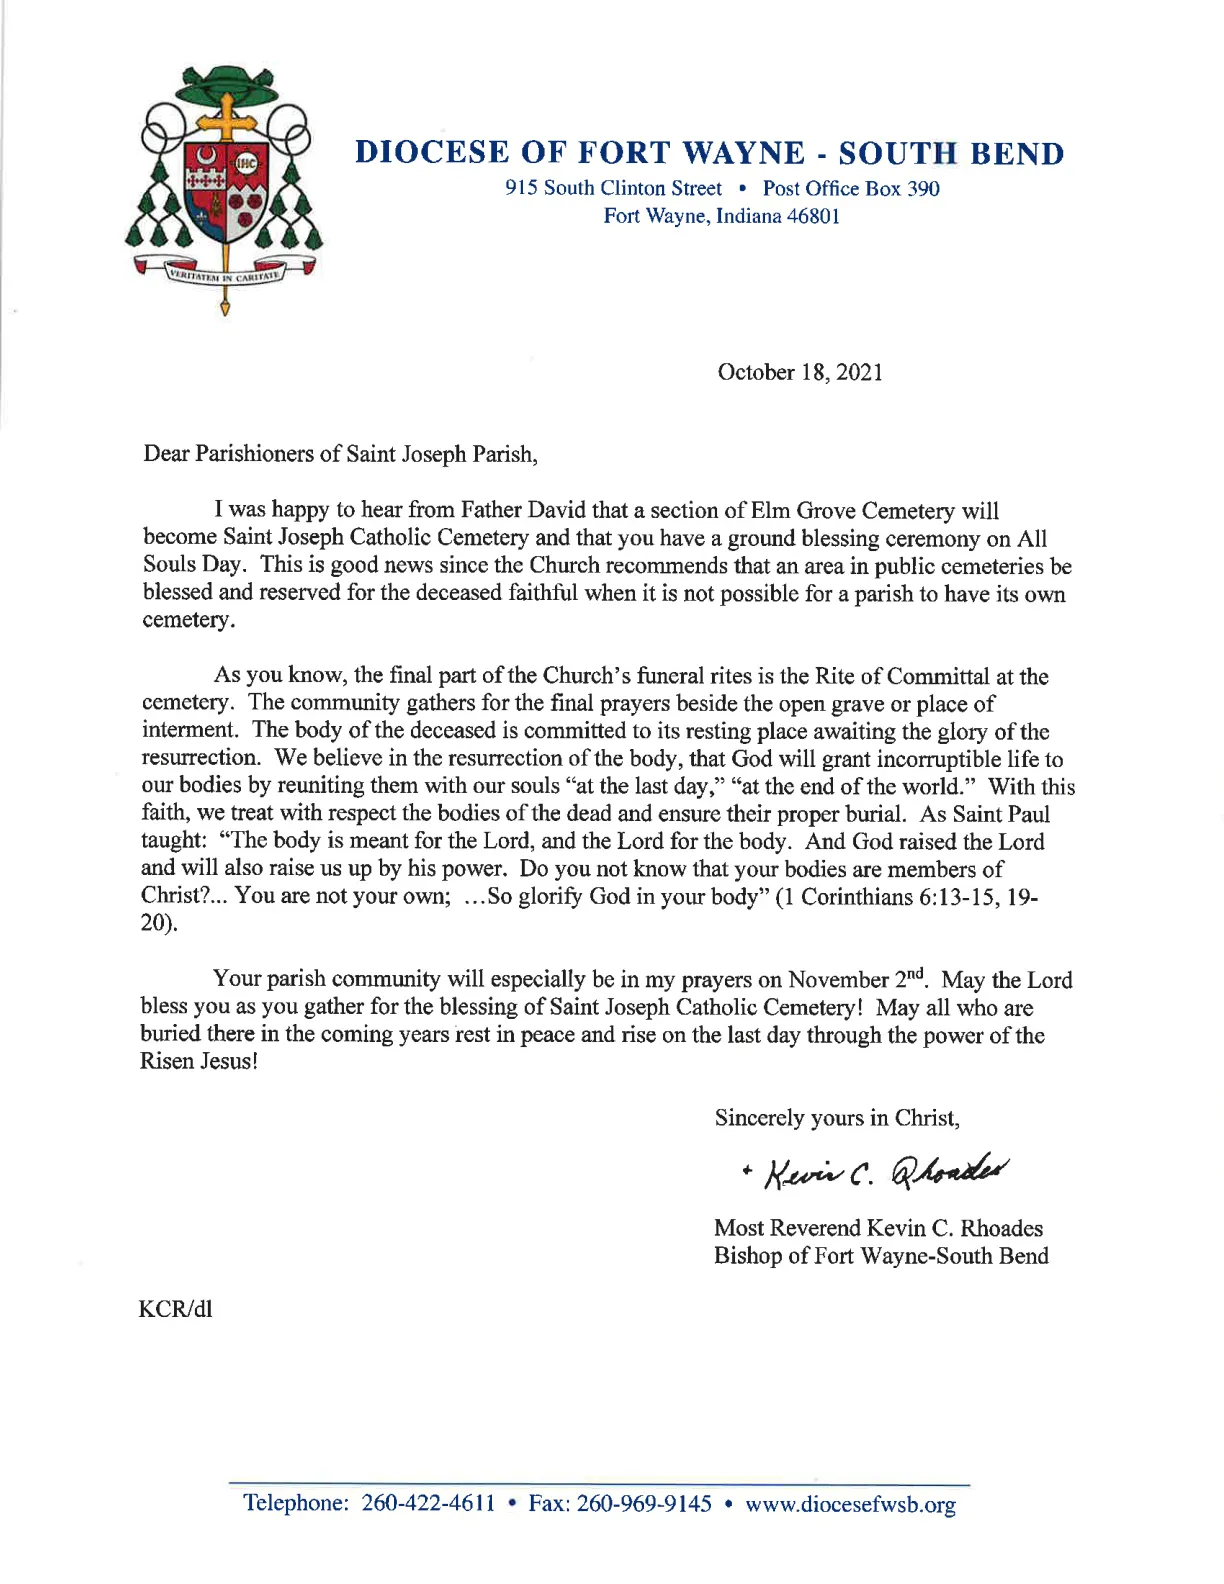 IHC
VERITATEM IN CARITATE
DIOCESE OF FORT WAYNE - SOUTH BEND
915 South Clinton Street • Post Office Box 390
Fort Wayne, Indiana 46801
October 18, 2021
Dear Parishioners of Saint Joseph Parish,
I was happy to hear from Father David that a section of Elm Grove Cemetery will
become Saint Joseph Catholic Cemetery and that you have a ground blessing ceremony on All
Souls Day. This is good news since the Church recommends that an area in public cemeteries be
blessed and reserved for the deceased faithful when it is not possible for a parish to have its own
cemetery.
As you know, the final part of the Church's funeral rites is the Rite of Committal at the
cemetery. The community gathers for the final prayers beside the open grave or place of
interment. The body of the deceased is committed to its resting place awaiting the glory of the
resurrection. We believe in the resurrection of the body, that God will grant incorruptible life to
our bodies by reuniting them with our souls “at the last day,” “at the end of the world.” With this
faith, we treat with respect the bodies of the dead and ensure their proper burial. As Saint Paul
taught: “The body is meant for the Lord, and the Lord for the body. And God raised the Lord
and will also raise us up by his power. Do you not know that your bodies are members of
Christ?... You are not your own; ...So glorify God in your body” (1 Corinthians 6:13-15, 19-
20).
Your parish community will especially be in my prayers on November 2nd. May the Lord
bless you as you gather for the blessing of Saint Joseph Catholic Cemetery! May all who are
buried there in the coming years rest in peace and rise on the last day through the power of the
Risen Jesus!
Sincerely yours in Christ,
+ Kevin C. Rhoades
Most Reverend Kevin C. Rhoades
Bishop of Fort Wayne-South Bend
KCR/dl
Telephone: 260-422-4611 • Fax: 260-969-9145 • www.diocesefwsb.org